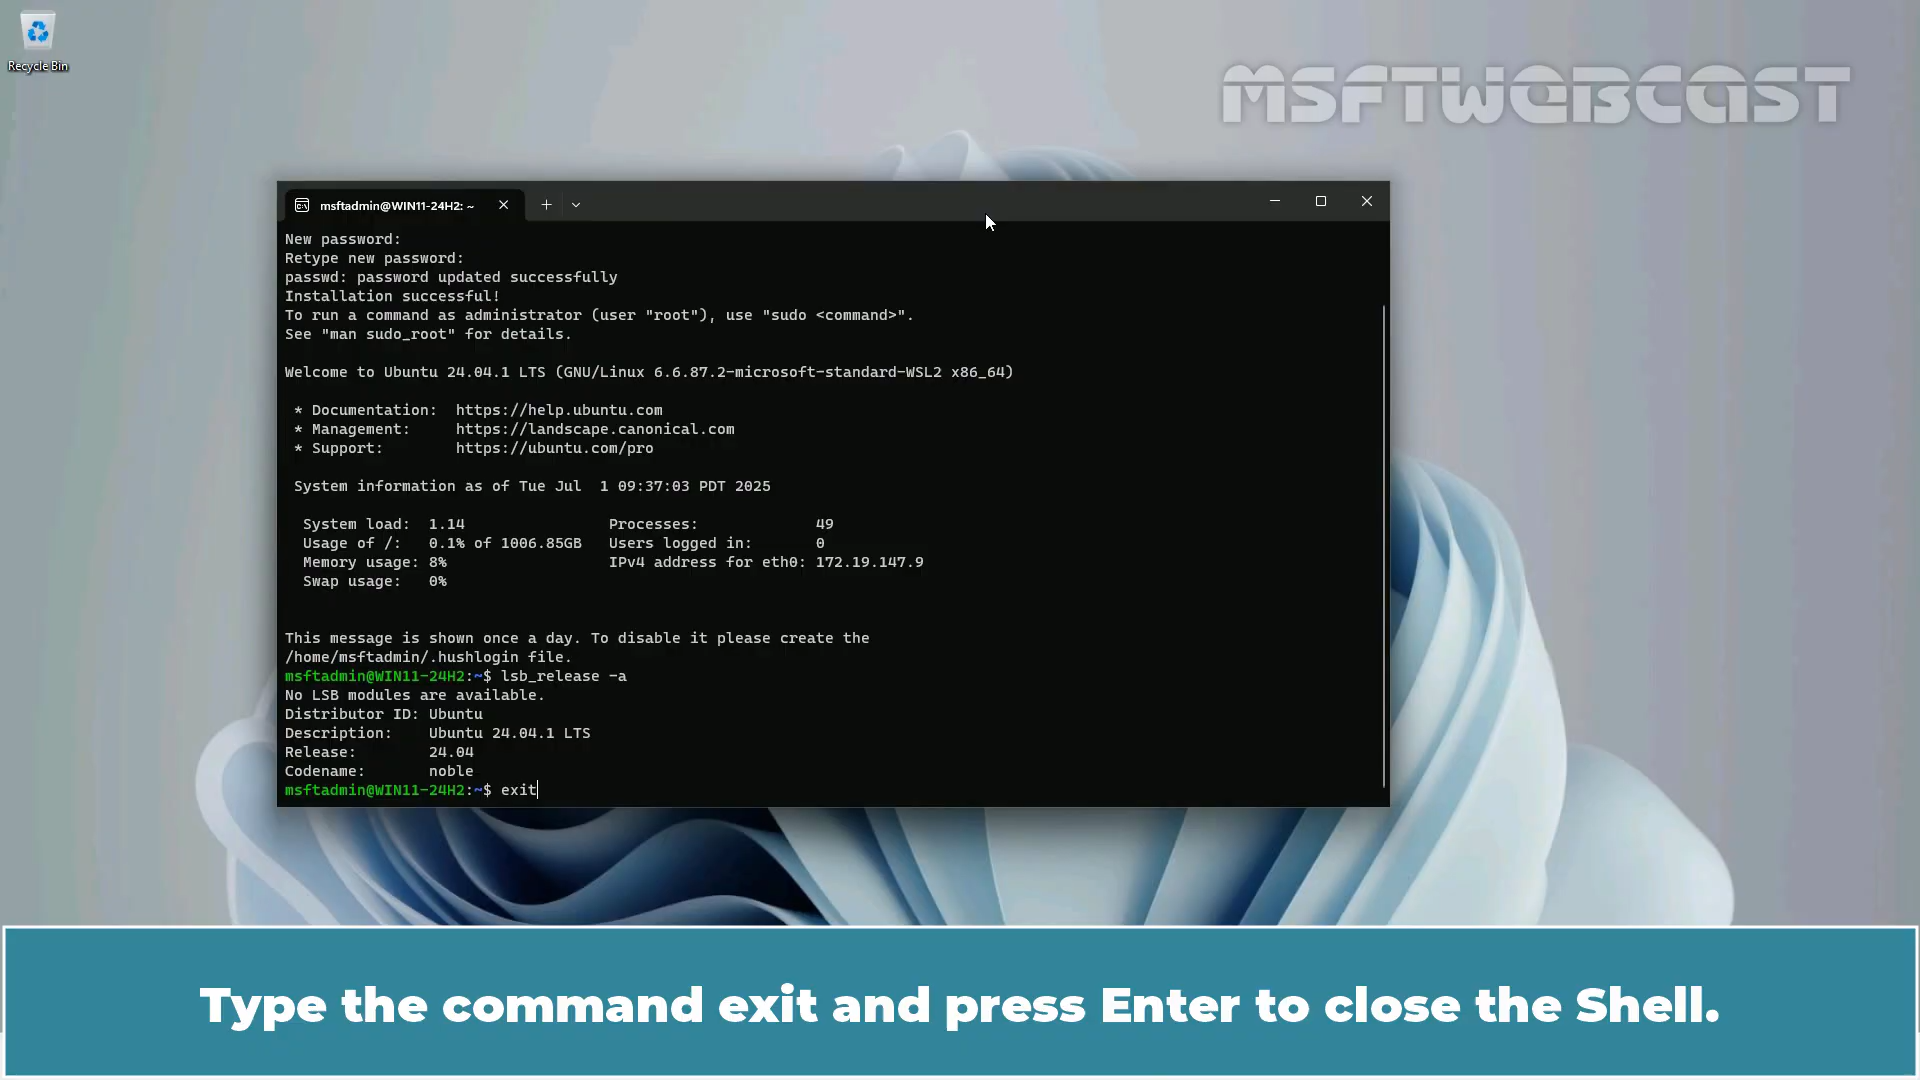 Recycle Bin
MSFTWEBCAST
msftadmin@WIN11-24H2: ~
New password:
Retype new password:
passwd: password updated successfully
Installation successful!
To run a command as administrator (user "root"), use "sudo <command>".
See "man sudo_root" for details.
Welcome to Ubuntu 24.04.1 LTS (GNU/Linux 6.6.87.2-microsoft-standard-WSL2 x86_64)
* Documentation: https://help.ubuntu.com
* Management: https://landscape.canonical.com
* Support: https://ubuntu.com/pro
System information as of Tue Jul 1 09:37:03 PDT 2025
System load: 1.14 Processes: 49
Usage of /: 0.1% of 1006.85GB Users logged in: 0
Memory usage: 8% IPv4 address for eth0: 172.19.147.9
Swap usage: 0%
This message is shown once a day. To disable it please create the
/home/msftadmin/.hushlogin file.
msftadmin@WIN11-24H2:~$ lsb_release -a
No LSB modules are available.
Distributor ID: Ubuntu
Description: Ubuntu 24.04.1 LTS
Release: 24.04
Codename: noble
msftadmin@WIN11-24H2:~$ exit
Type the command exit and press Enter to close the Shell.